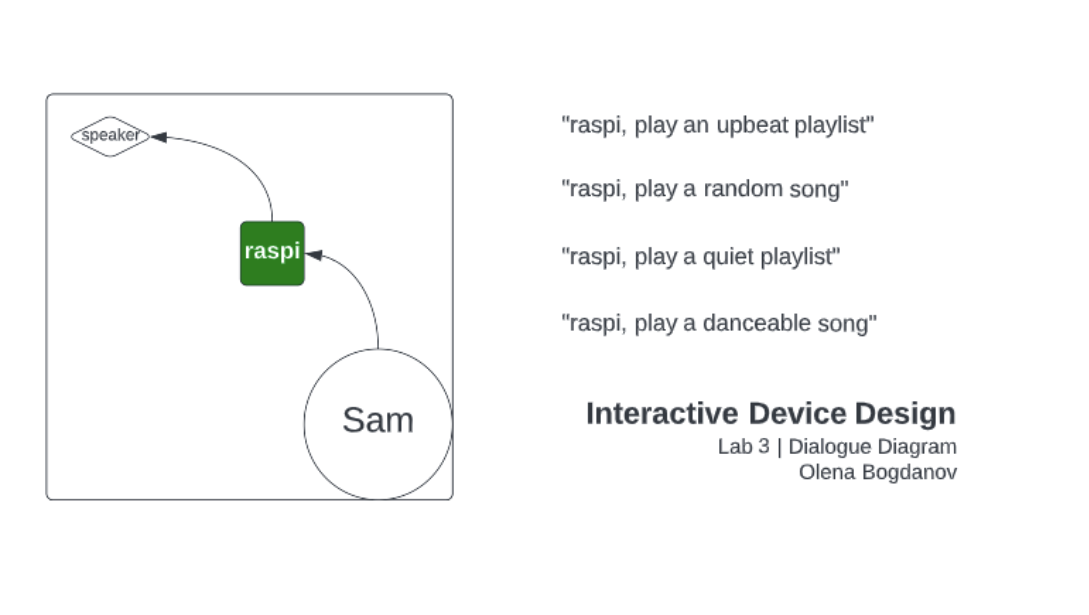 speaker
raspi
Sam
"raspi, play an upbeat playlist"
"raspi, play a random song"
"raspi, play a quiet playlist"
"raspi, play a danceable song"
Interactive Device Design
Lab 3 | Dialogue Diagram
Olena Bogdanov